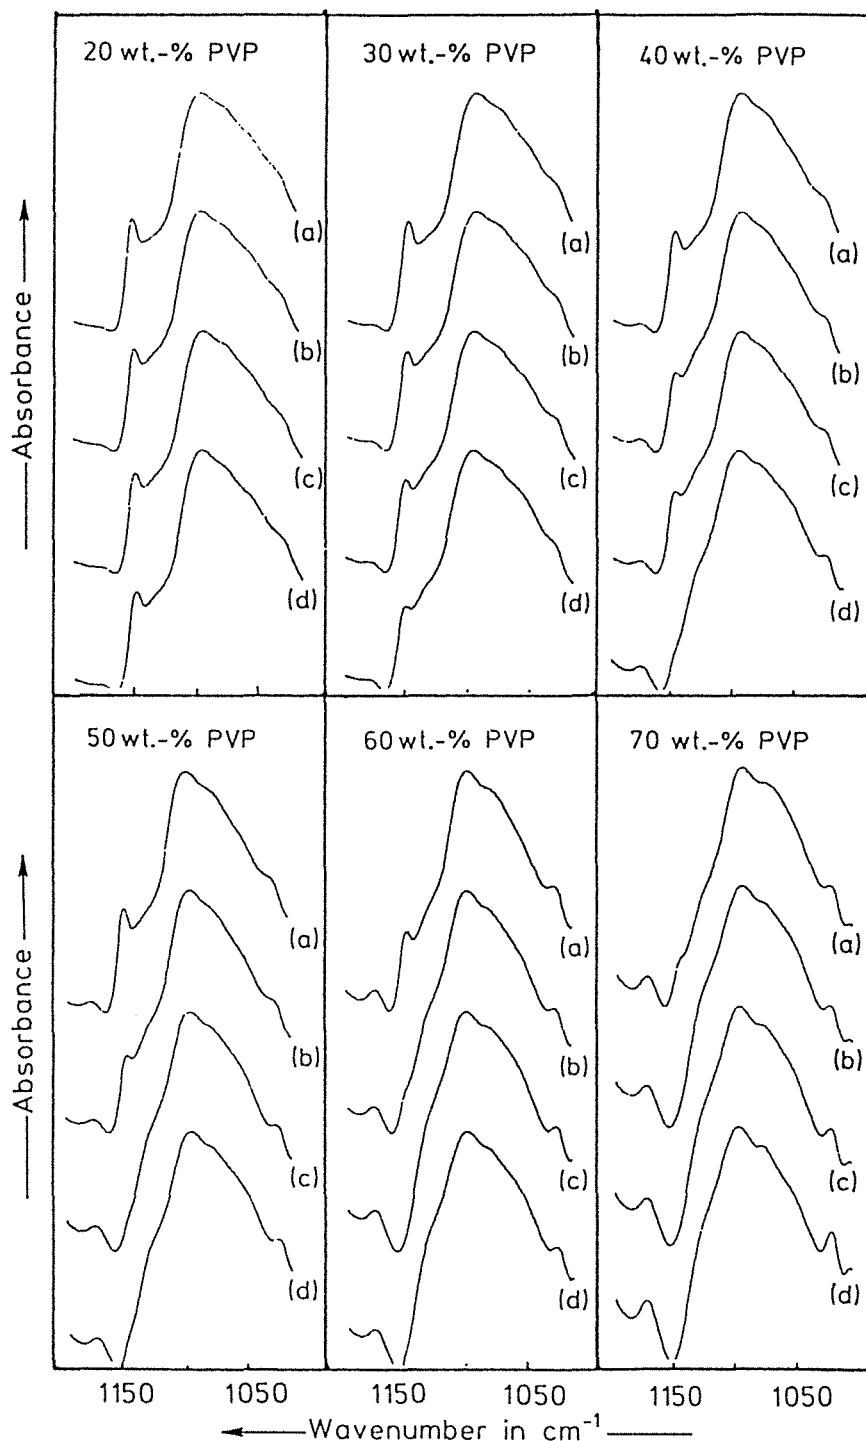 20 wt.-% PVP
30 wt.-% PVP
40 wt.-% PVP
(a)
(a)
(a)
(b)
(b)
(b)
(c)
(c)
(c)
(d)
(d)
(d)
Absorbance
50 wt.-% PVP
60 wt.-% PVP
70 wt.-% PVP
(a)
(a)
(a)
(b)
(b)
(b)
(c)
(c)
(c)
(d)
(d)
(d)
Absorbance
1150 1050 1150 1050 1150 1050
Wavenumber in cm⁻¹